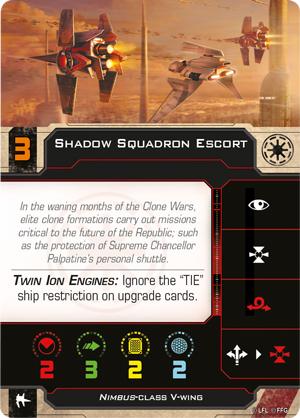 3 Shadow Squadron Escort
In the waning months of the Clone Wars,
elite clone formations carry out missions
critical to the future of the Republic; such
as the protection of Supreme Chancellor
Palpatine's personal shuttle.
Twin Ion Engines: Ignore the "TIE"
ship restriction on upgrade cards.
2 3 2 2
Nimbus-class V-wing
© LFL © FFG